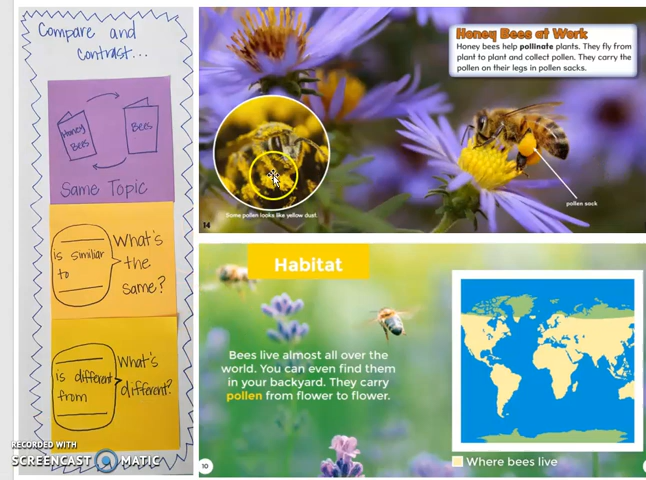 Compare and
contrast...
Honey
Bees
Bees
Same Topic
is similiar
to
What's
the
same?
is different
from
What's
different?
RECORDED WITH
SCREENCAST MATIC
Honey Bees at Work
Honey bees help pollinate plants. They fly from
plant to plant and collect pollen. They carry the
pollen on their legs in pollen sacks.
pollen sack
Some pollen looks like yellow dust.
14
Habitat
Bees live almost all over the
world. You can even find them
in your backyard. They carry
pollen from flower to flower.
Where bees live
10